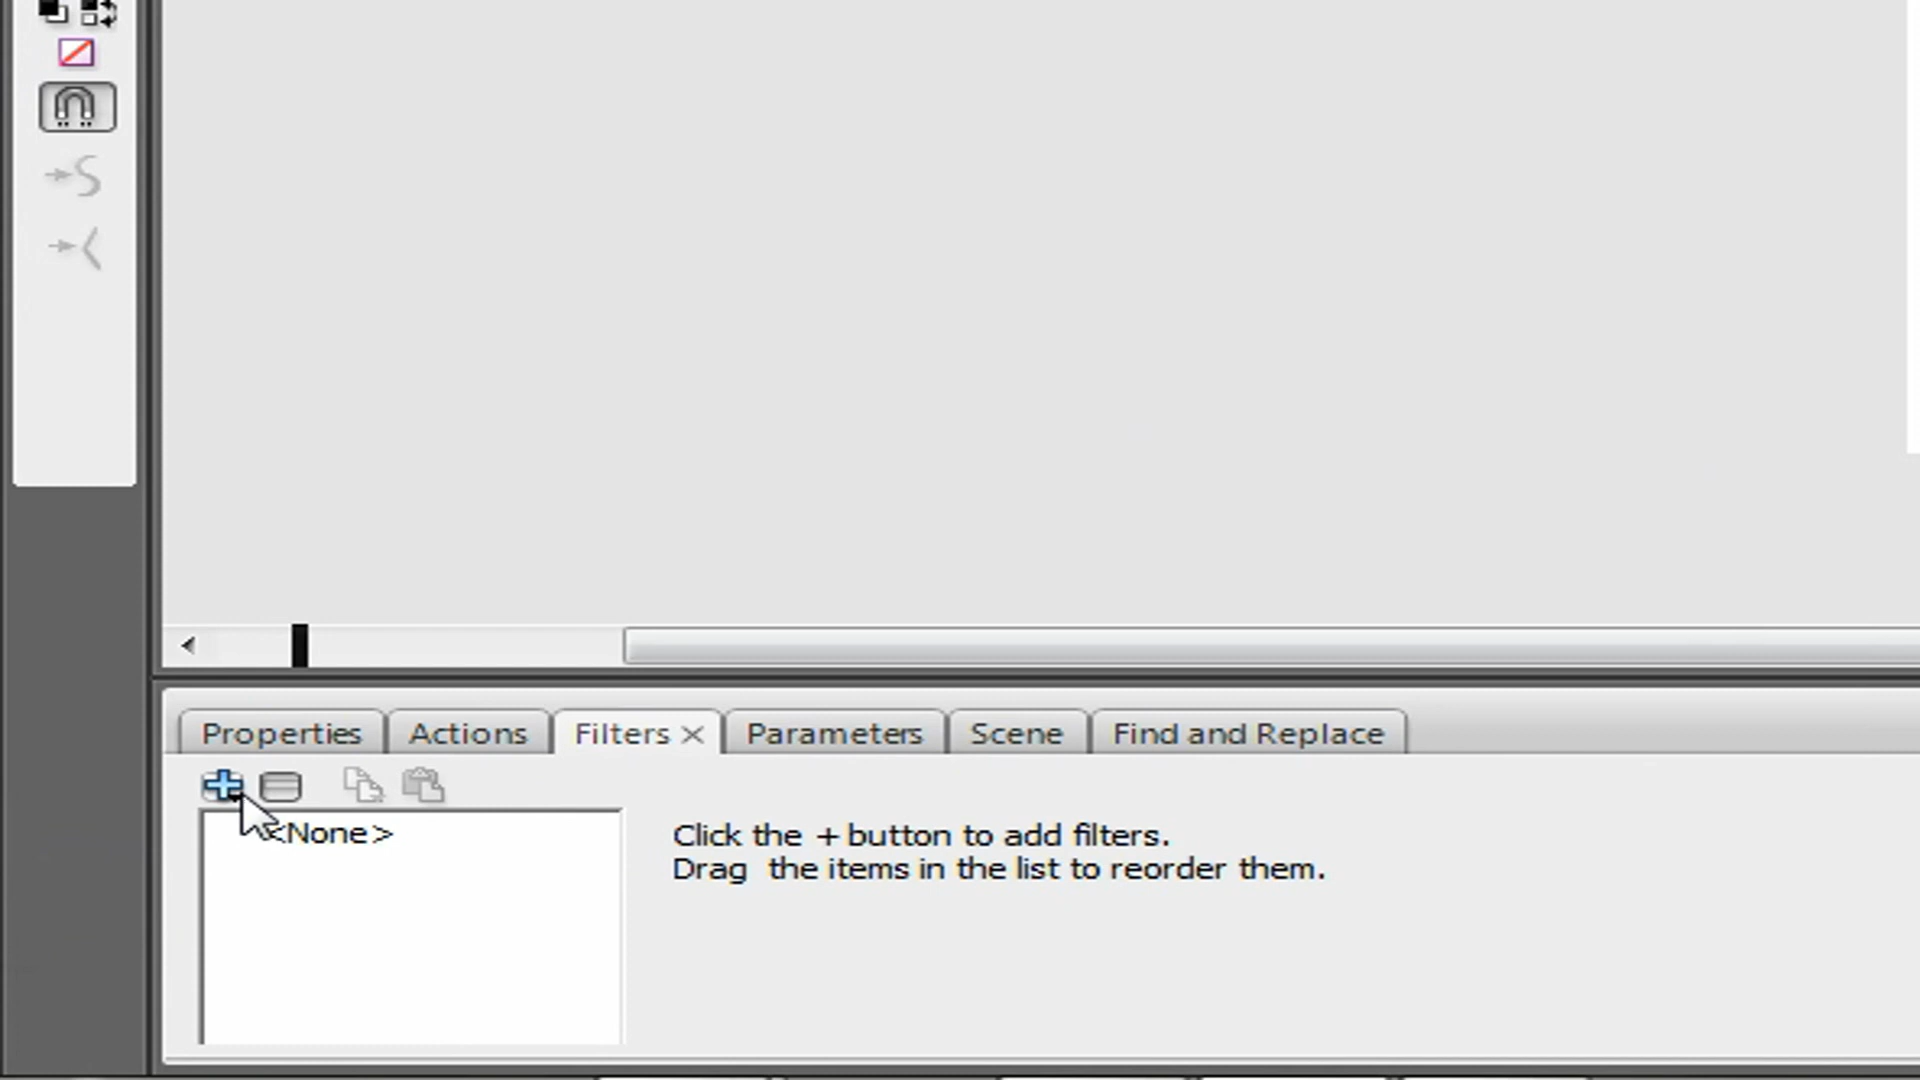 Properties Actions Filters Parameters Scene Find and Replace
<None>
Click the + button to add filters.
Drag the items in the list to reorder them.